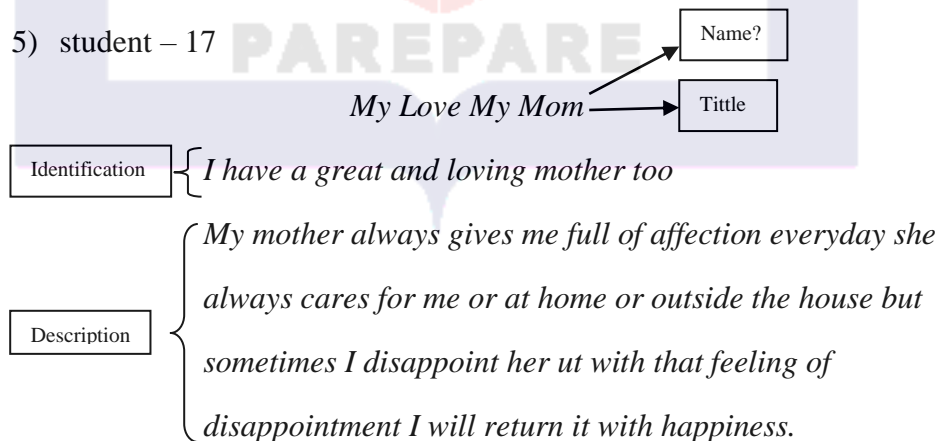 PAREPARE
5) student – 17
Name?
My Love My Mom
Tittle
Identification
I have a great and loving mother too
My mother always gives me full of affection everyday she
always cares for me or at home or outside the house but
Description
sometimes I disappoint her ut with that feeling of
disappointment I will return it with happiness.